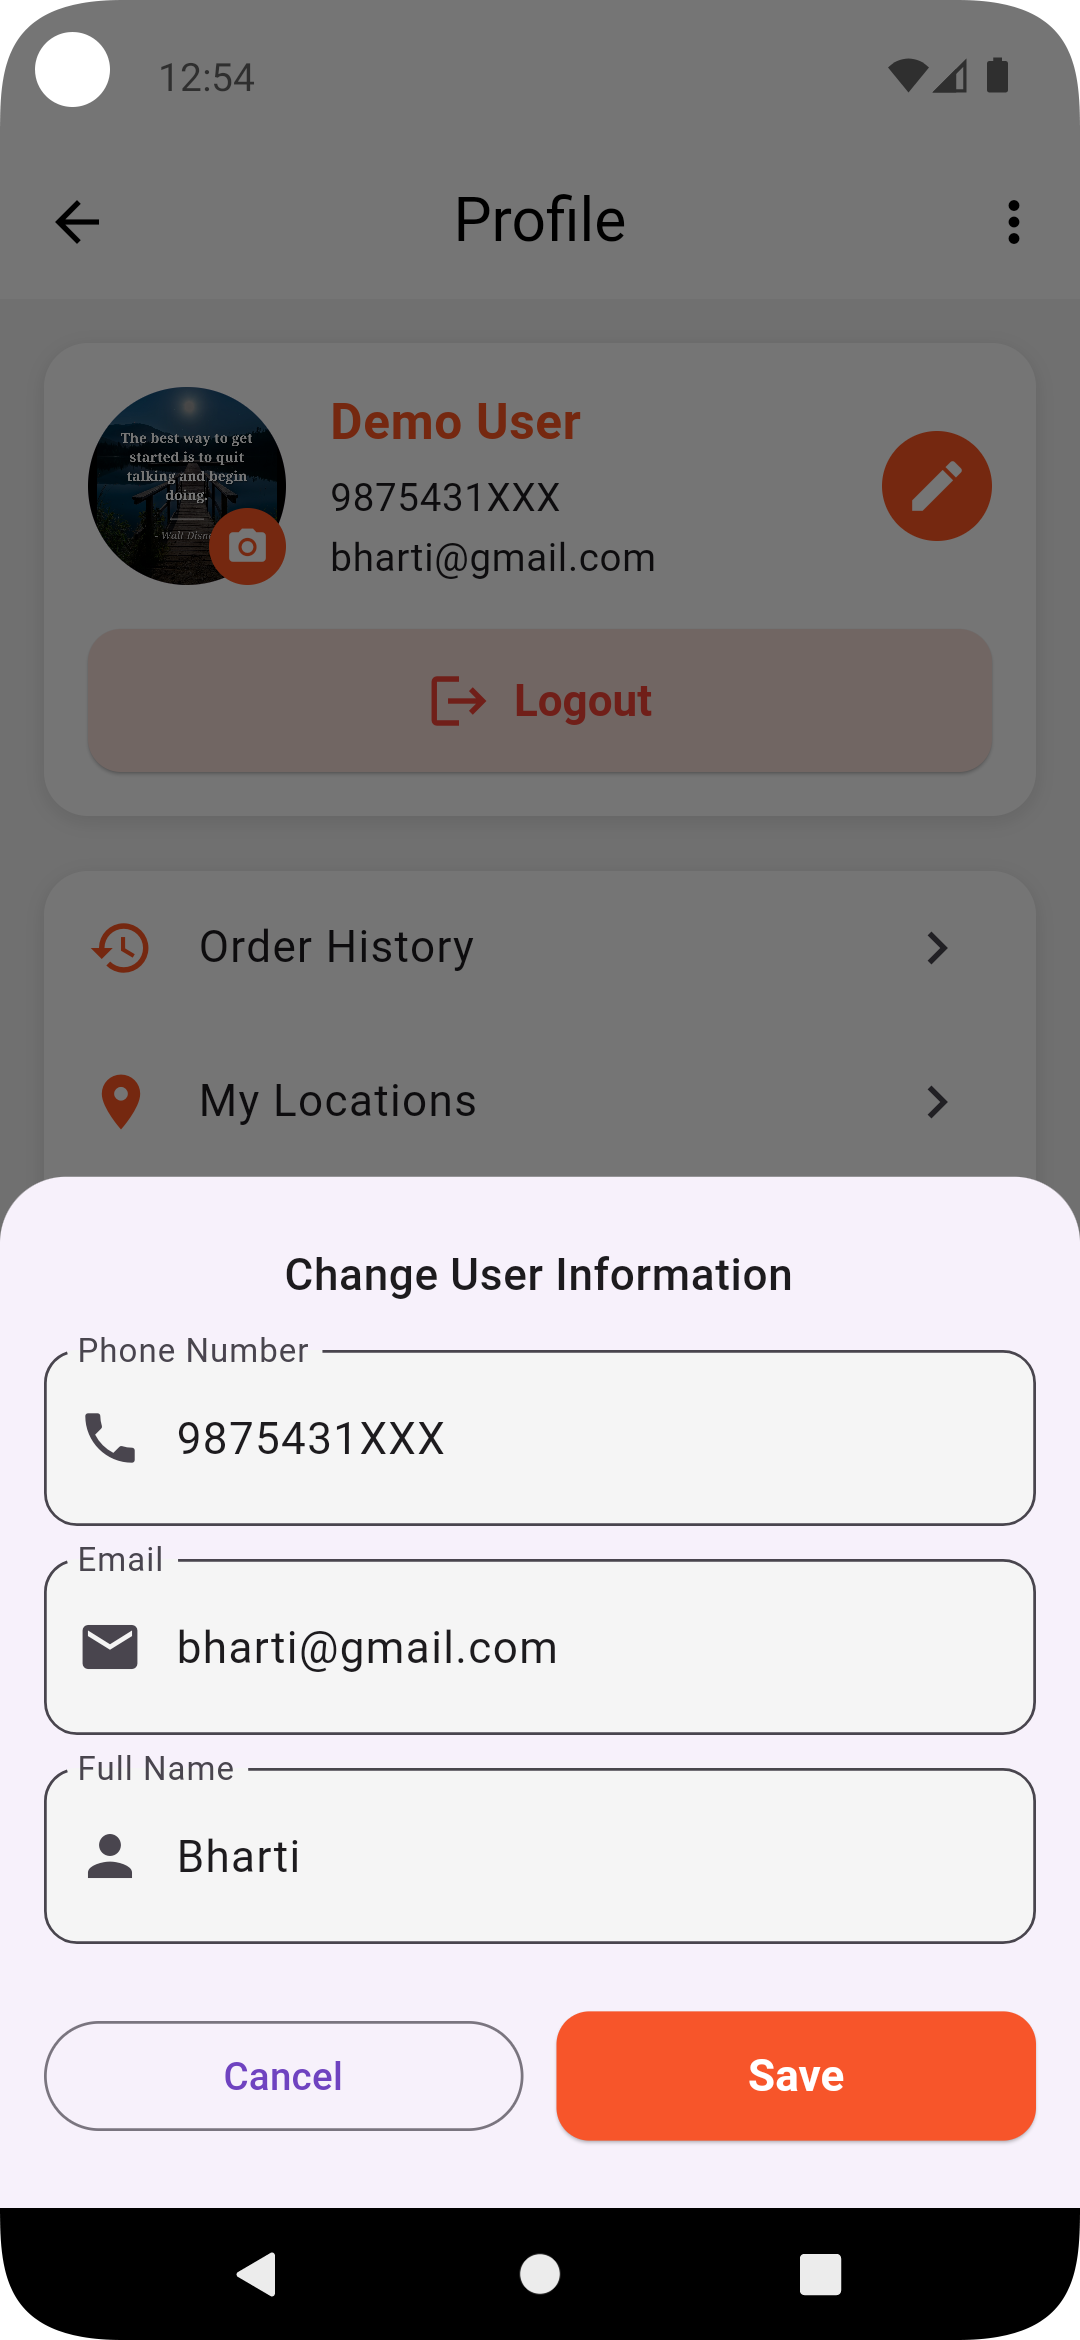 12:54
Profile
The best way to get
started is to quit
talking and begin
doing.
- Walt
Demo User
9875431XXX
bharti@gmail.com
Logout
Order History
My Locations
Change User Information
Phone Number
9875431XXX
Email
bharti@gmail.com
Full Name
Bharti
Cancel
Save